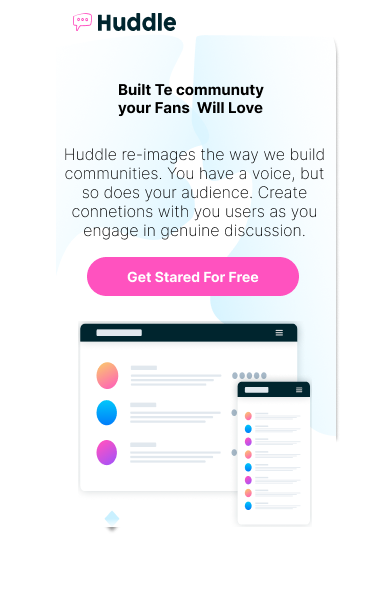 Huddle
Built Te communuty
your Fans Will Love
Huddle re-images the way we build
communities. You have a voice, but
so does your audience. Create
connetions with you users as you
engage in genuine discussion.
Get Stared For Free